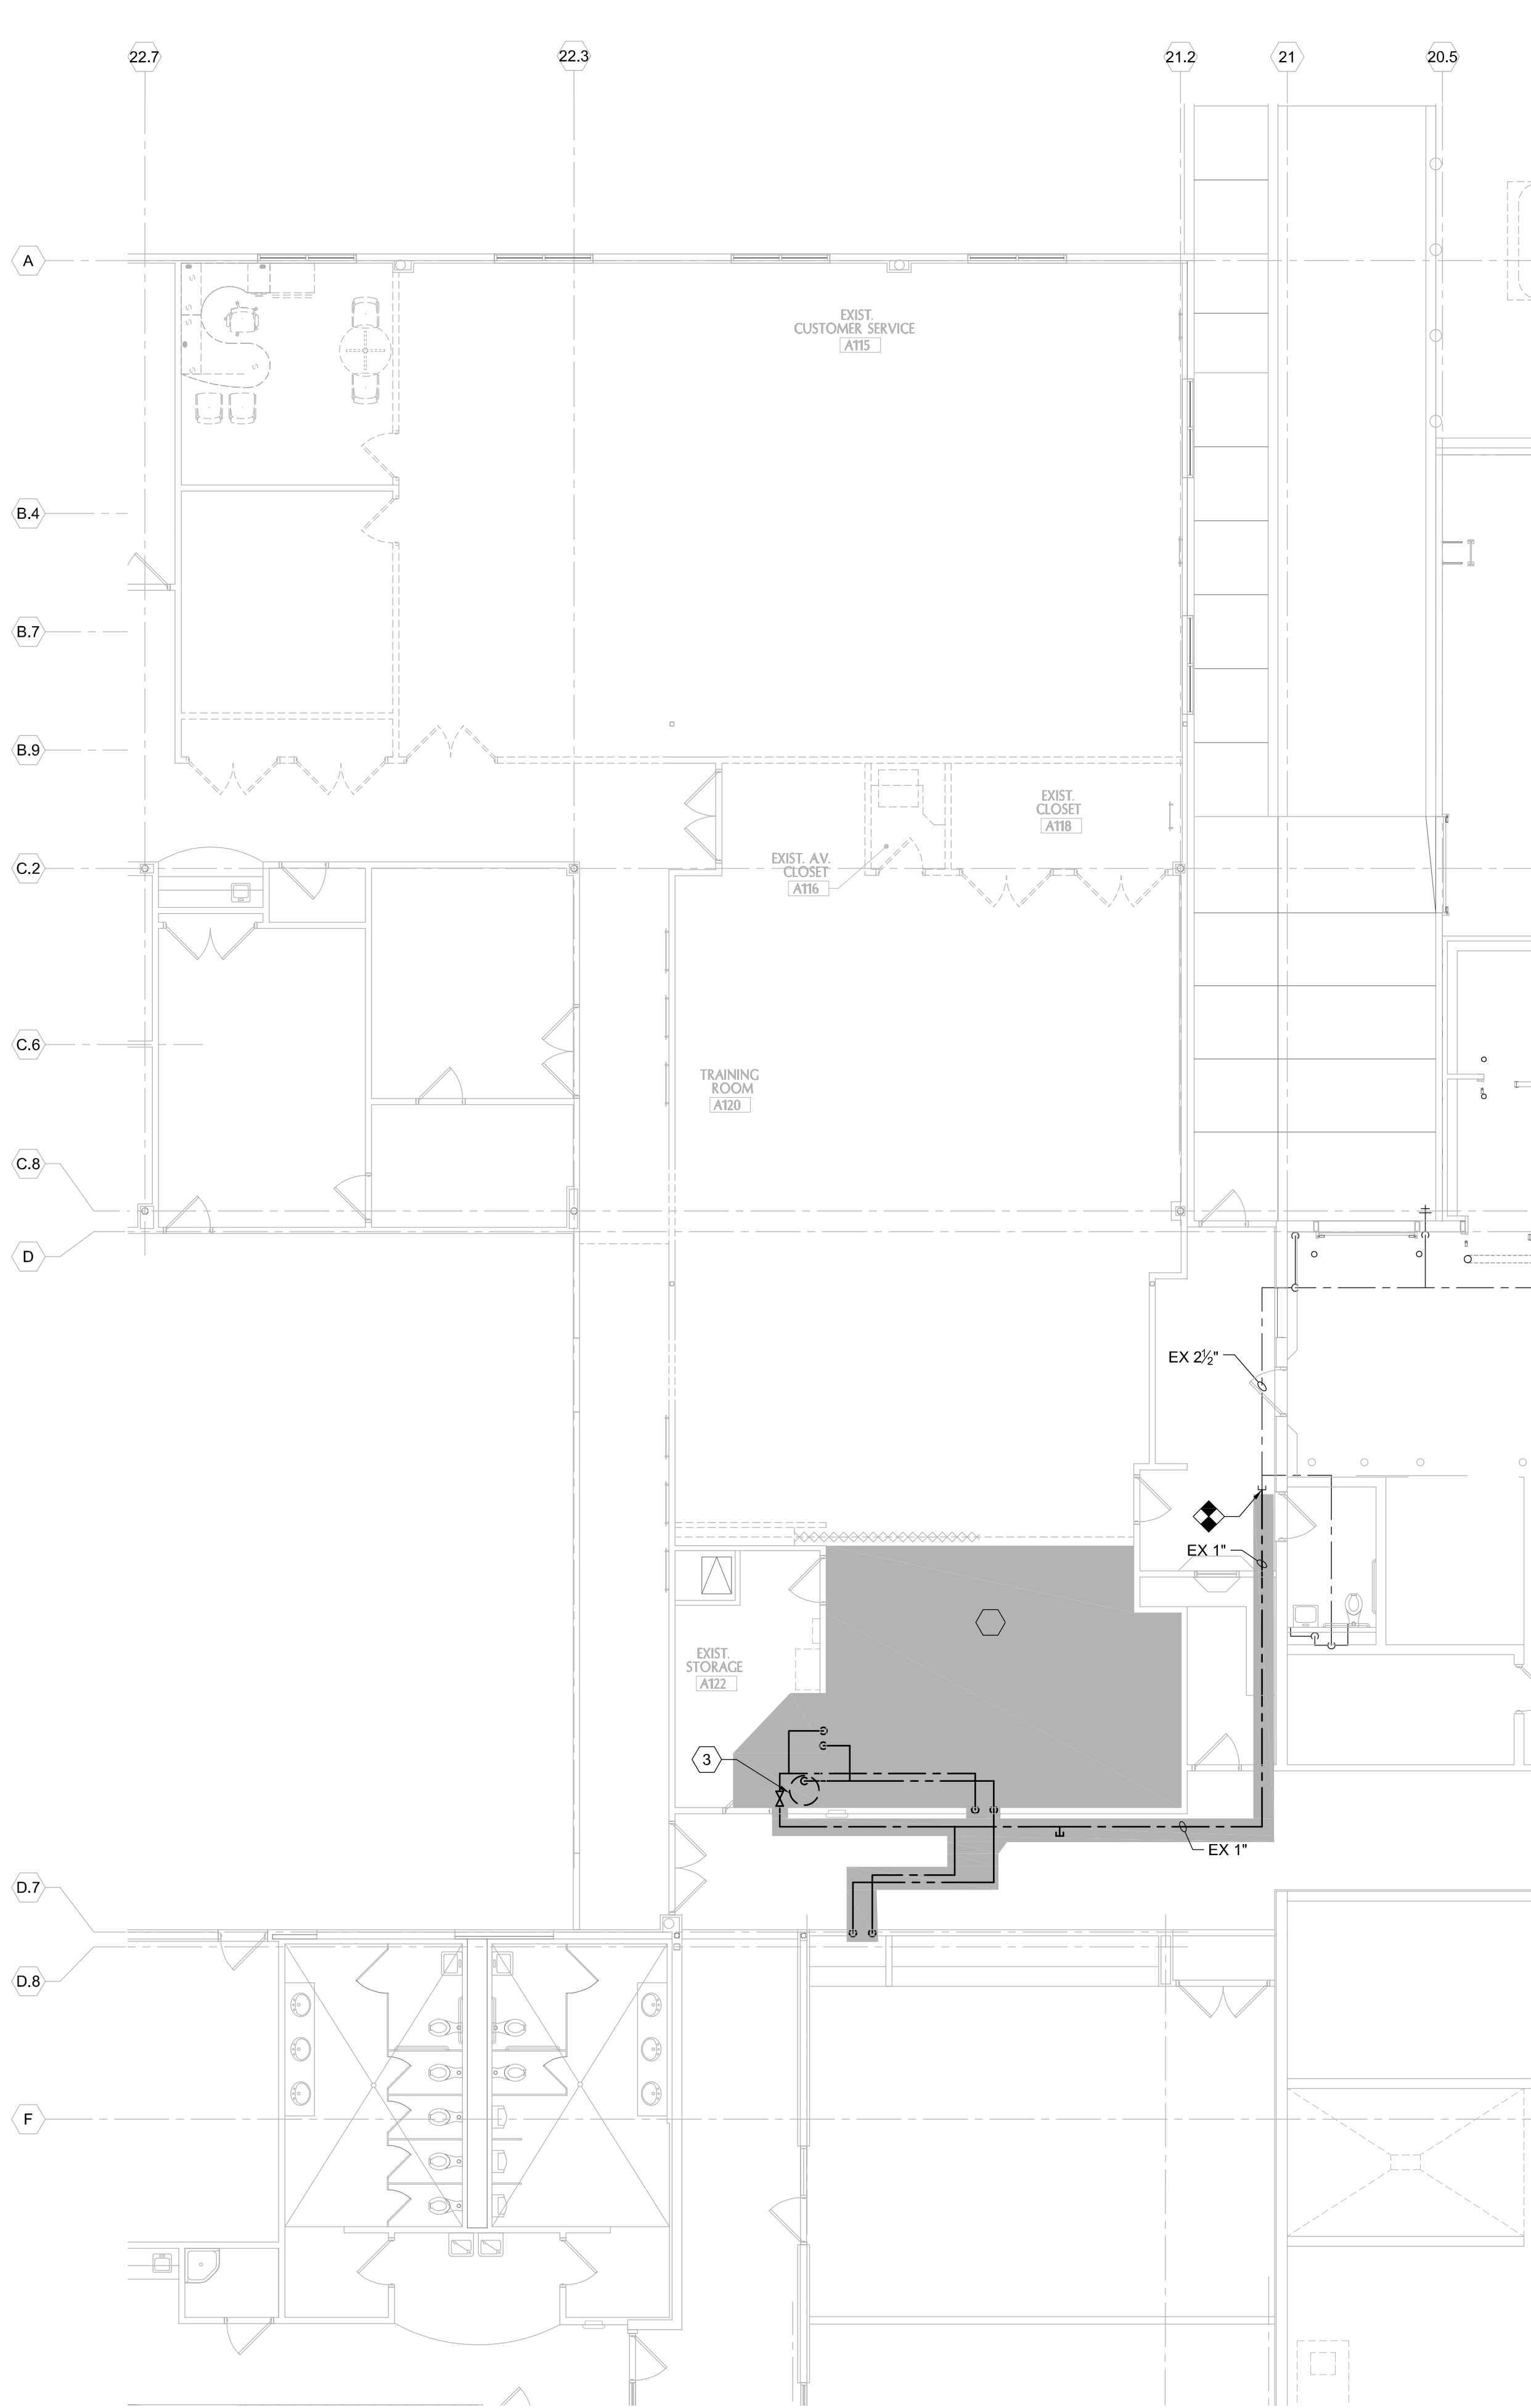 22.7
22.3
21.2
21
20.5
A
EXIST.
CUSTOMER SERVICE
A115
B.4
B.7
B.9
EXIST.
CLOSET
A118
C.2
EXIST. A.V.
CLOSET
A116
C.6
TRAINING
ROOM
A120
C.8
D
EX 2½"
EX 1"
EXIST.
STORAGE
A122
3
EX 1"
D.7
D.8
F